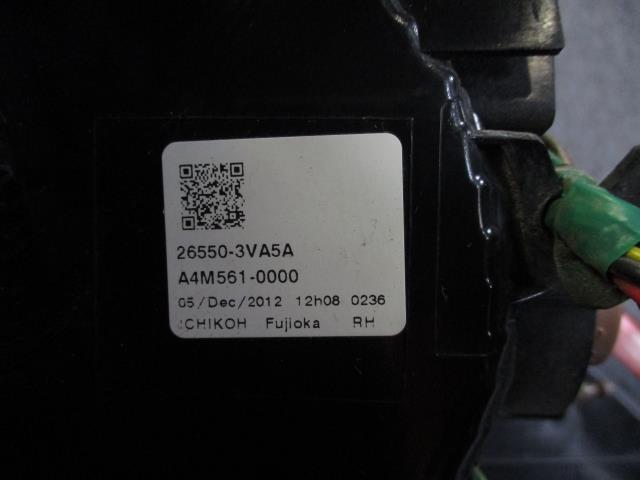 26550-3VA5A
A4M561-0000
05/Dec/2012 12h08 0236
ICHIKOH Fujioka RH